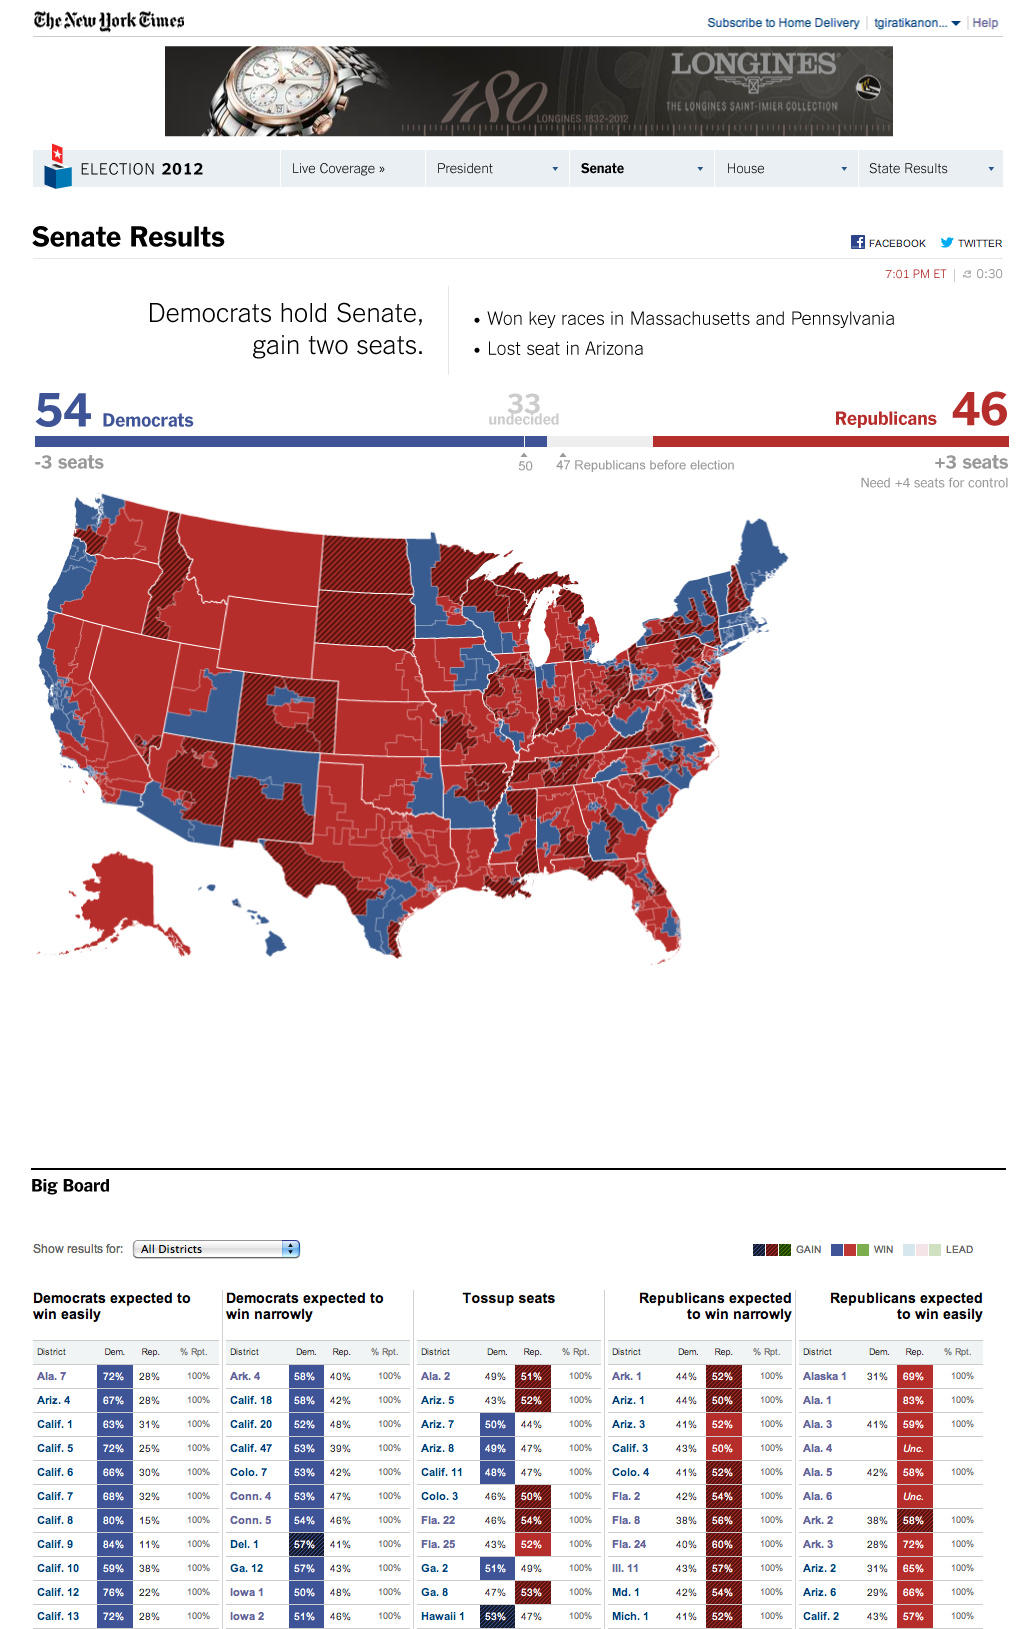 The New York Times
Subscribe to Home Delivery
tgiratikanon...
Help
LONGINES
180
LONGINES 1832-2012
THE LONGINES SAINT-IMIER COLLECTION
ELECTION 2012
Live Coverage »
President
Senate
House
State Results
Senate Results
FACEBOOK
TWITTER
7:01 PM ET
0:30
Democrats hold Senate,
gain two seats.
• Won key races in Massachusetts and Pennsylvania
• Lost seat in Arizona
54 Democrats
33
undecided
Republicans 46
-3 seats
50
47 Republicans before election
+3 seats
Need +4 seats for control
Big Board
Show results for: All Districts
GAIN WIN LEAD
Democrats expected to
win easily
District Dem. Rep. % Rpt.
Ala. 7 72% 28% 100%
Ariz. 4 67% 28% 100%
Calif. 1 63% 31% 100%
Calif. 5 72% 25% 100%
Calif. 6 66% 30% 100%
Calif. 7 68% 32% 100%
Calif. 8 80% 15% 100%
Calif. 9 84% 11% 100%
Calif. 10 59% 38% 100%
Calif. 12 76% 22% 100%
Calif. 13 72% 28% 100%
Democrats expected to
win narrowly
District Dem. Rep. % Rpt.
Ark. 4 58% 40% 100%
Calif. 18 58% 42% 100%
Calif. 20 52% 48% 100%
Calif. 47 53% 39% 100%
Colo. 7 53% 42% 100%
Conn. 4 53% 47% 100%
Conn. 5 54% 46% 100%
Del. 1 57% 41% 100%
Ga. 12 57% 43% 100%
Iowa 1 50% 48% 100%
Iowa 2 51% 46% 100%
Tossup seats
District Dem. Rep. % Rpt.
Ala. 2 49% 51% 100%
Ariz. 5 43% 52% 100%
Ariz. 7 50% 44% 100%
Ariz. 8 49% 47% 100%
Calif. 11 48% 47% 100%
Colo. 3 46% 50% 100%
Fla. 22 46% 54% 100%
Fla. 25 43% 52% 100%
Ga. 2 51% 49% 100%
Ga. 8 47% 53% 100%
Hawaii 1 53% 47% 100%
Republicans expected
to win narrowly
District Dem. Rep. % Rpt.
Ark. 1 44% 52% 100%
Ariz. 1 44% 50% 100%
Ariz. 3 41% 52% 100%
Calif. 3 43% 50% 100%
Colo. 4 41% 52% 100%
Fla. 2 42% 54% 100%
Fla. 8 38% 56% 100%
Fla. 24 40% 60% 100%
Ill. 11 43% 57% 100%
Md. 1 42% 54% 100%
Mich. 1 41% 52% 100%
Republicans expected
to win easily
District Dem. Rep. % Rpt.
Alaska 1 31% 69% 100%
Ala. 1 83% 100%
Ala. 3 41% 59% 100%
Ala. 4 Unc. 100%
Ala. 5 42% 58% 100%
Ala. 6 Unc. 100%
Ark. 2 38% 58% 100%
Ark. 3 28% 72% 100%
Ariz. 2 31% 65% 100%
Ariz. 6 29% 66% 100%
Calif. 2 43% 57% 100%